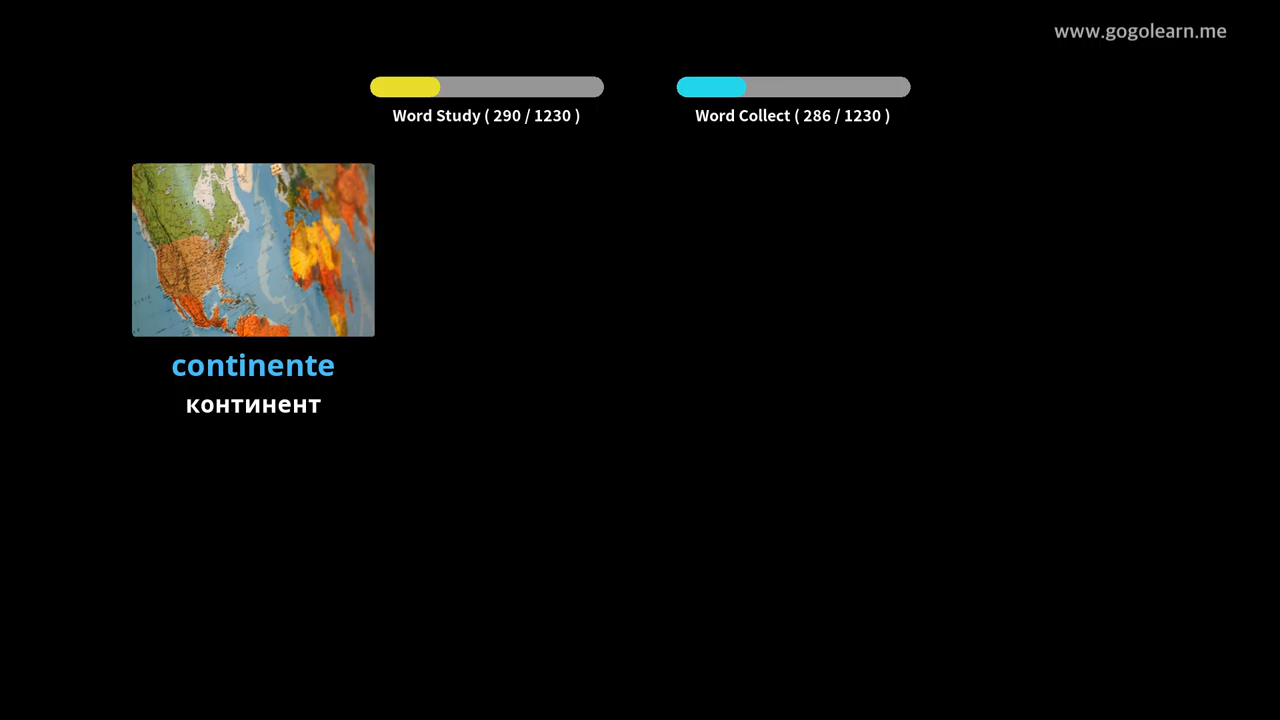 www.gogolearn.me
Word Study ( 290 / 1230 )
Word Collect ( 286 / 1230 )
continente
континент